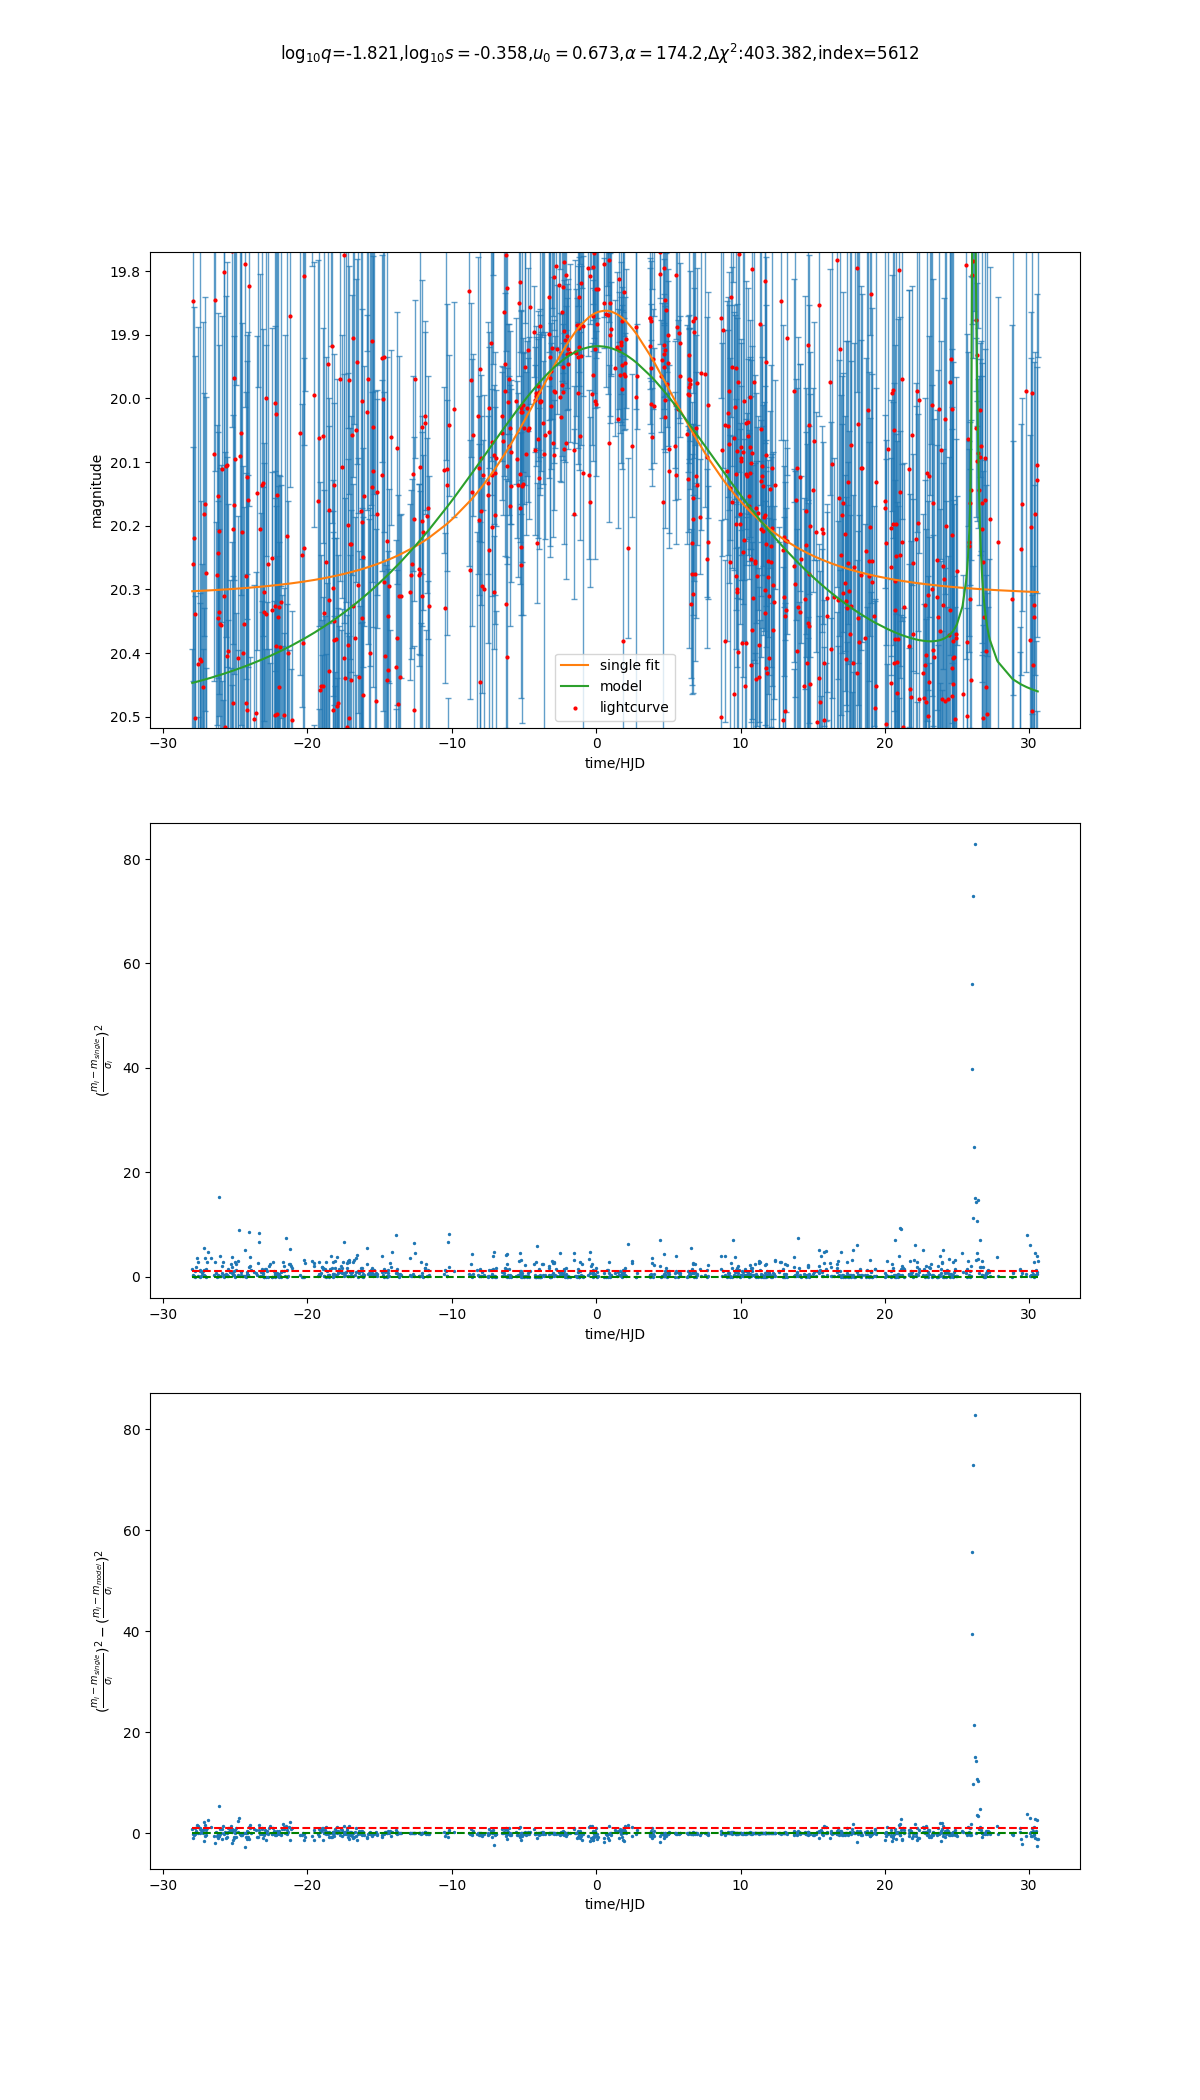 log₁₀q=-1.821,log₁₀s = -0.358,u₀ = 0.673,α = 174.2,Δχ²:403.382,index=5612
19.8
19.9
20.0
20.1
20.2
20.3
20.4
20.5
magnitude
single fit
model
lightcurve
−30 −20 −10 0 10 20 30
time/HJD
80
60
40
20
0
(mᵢ − m_single / σᵢ)²
−30 −20 −10 0 10 20 30
time/HJD
80
60
40
20
0
(mᵢ − m_single / σᵢ)² − (mᵢ − m_model / σᵢ)²
−30 −20 −10 0 10 20 30
time/HJD